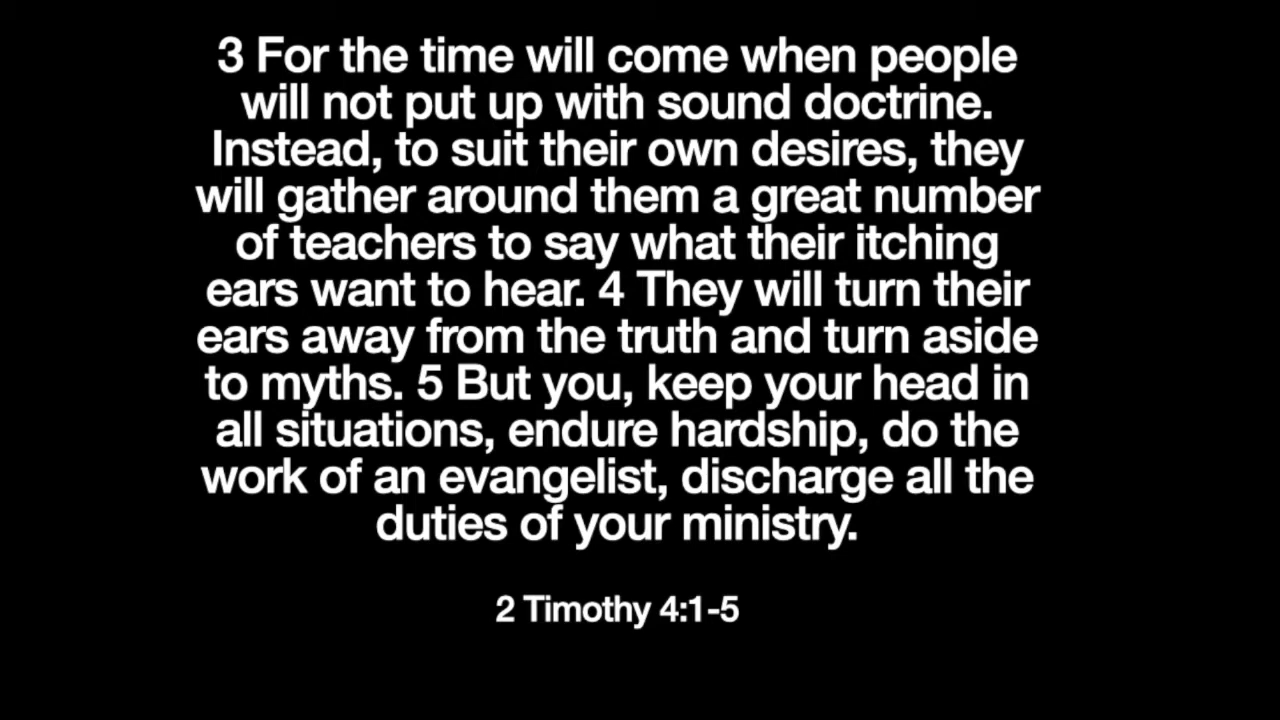 3 For the time will come when people
will not put up with sound doctrine.
Instead, to suit their own desires, they
will gather around them a great number
of teachers to say what their itching
ears want to hear. 4 They will turn their
ears away from the truth and turn aside
to myths. 5 But you, keep your head in
all situations, endure hardship, do the
work of an evangelist, discharge all the
duties of your ministry.
2 Timothy 4:1-5